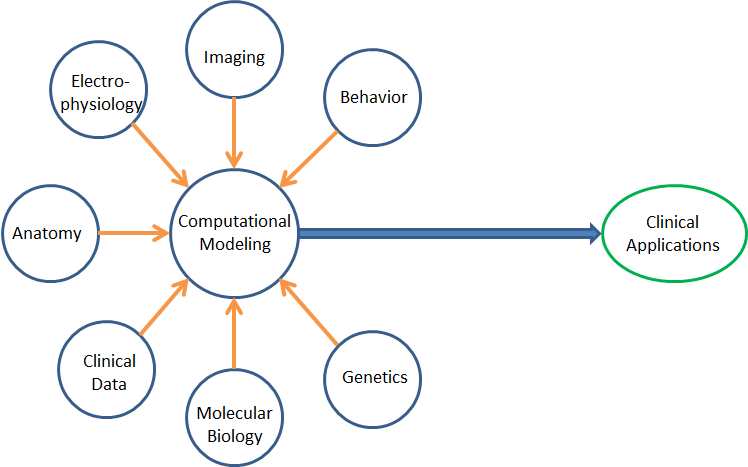 Imaging
Electro-
physiology
Behavior
Anatomy
Computational
Modeling
Clinical
Applications
Clinical
Data
Molecular
Biology
Genetics